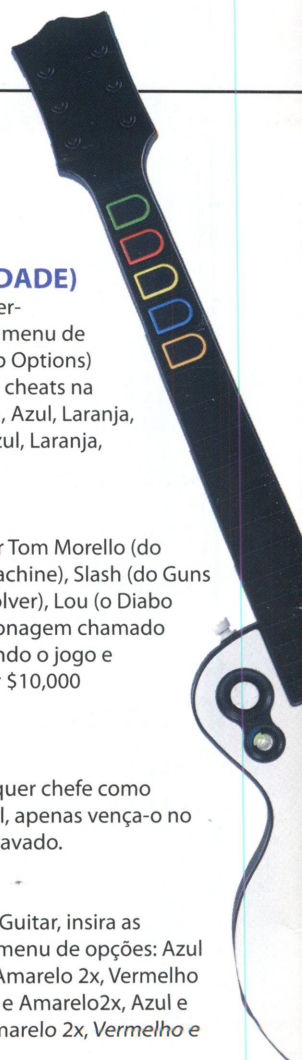 DADE)
er-
menu de
o Options)
cheats na
, Azul, Laranja,
zul, Laranja,
r Tom Morello (do
achine), Slash (do Guns
olver), Lou (o Diabo
onagem chamado
ndo o jogo e
$10,000
quer chefe como
l, apenas vença-o no
avado.
Guitar, insira as
menu de opções: Azul
Amarelo 2x, Vermelho
e Amarelo2x, Azul e
marelo 2x, Vermelho e